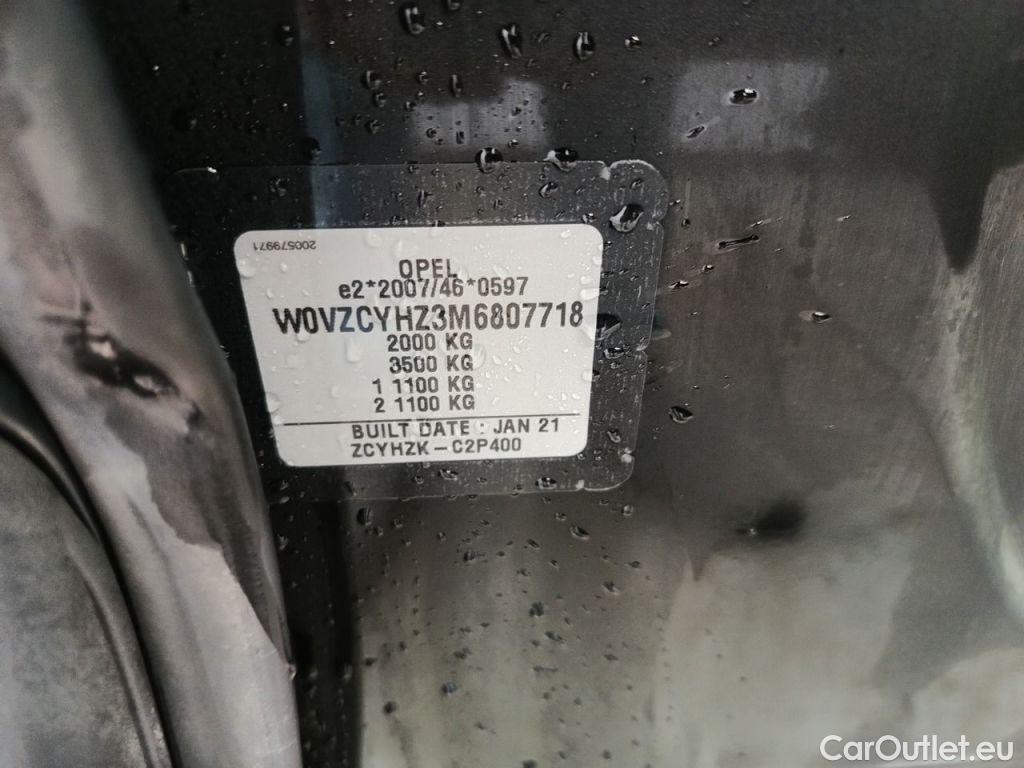 200579971
OPEL
e2*2007/46*0597
W0VZCYHZ3M6807718
2000 KG
3500 KG
1 1100 KG
2 1100 KG
BUILT DATE : JAN 21
ZCYHZK-C2P400
CarOutlet.eu